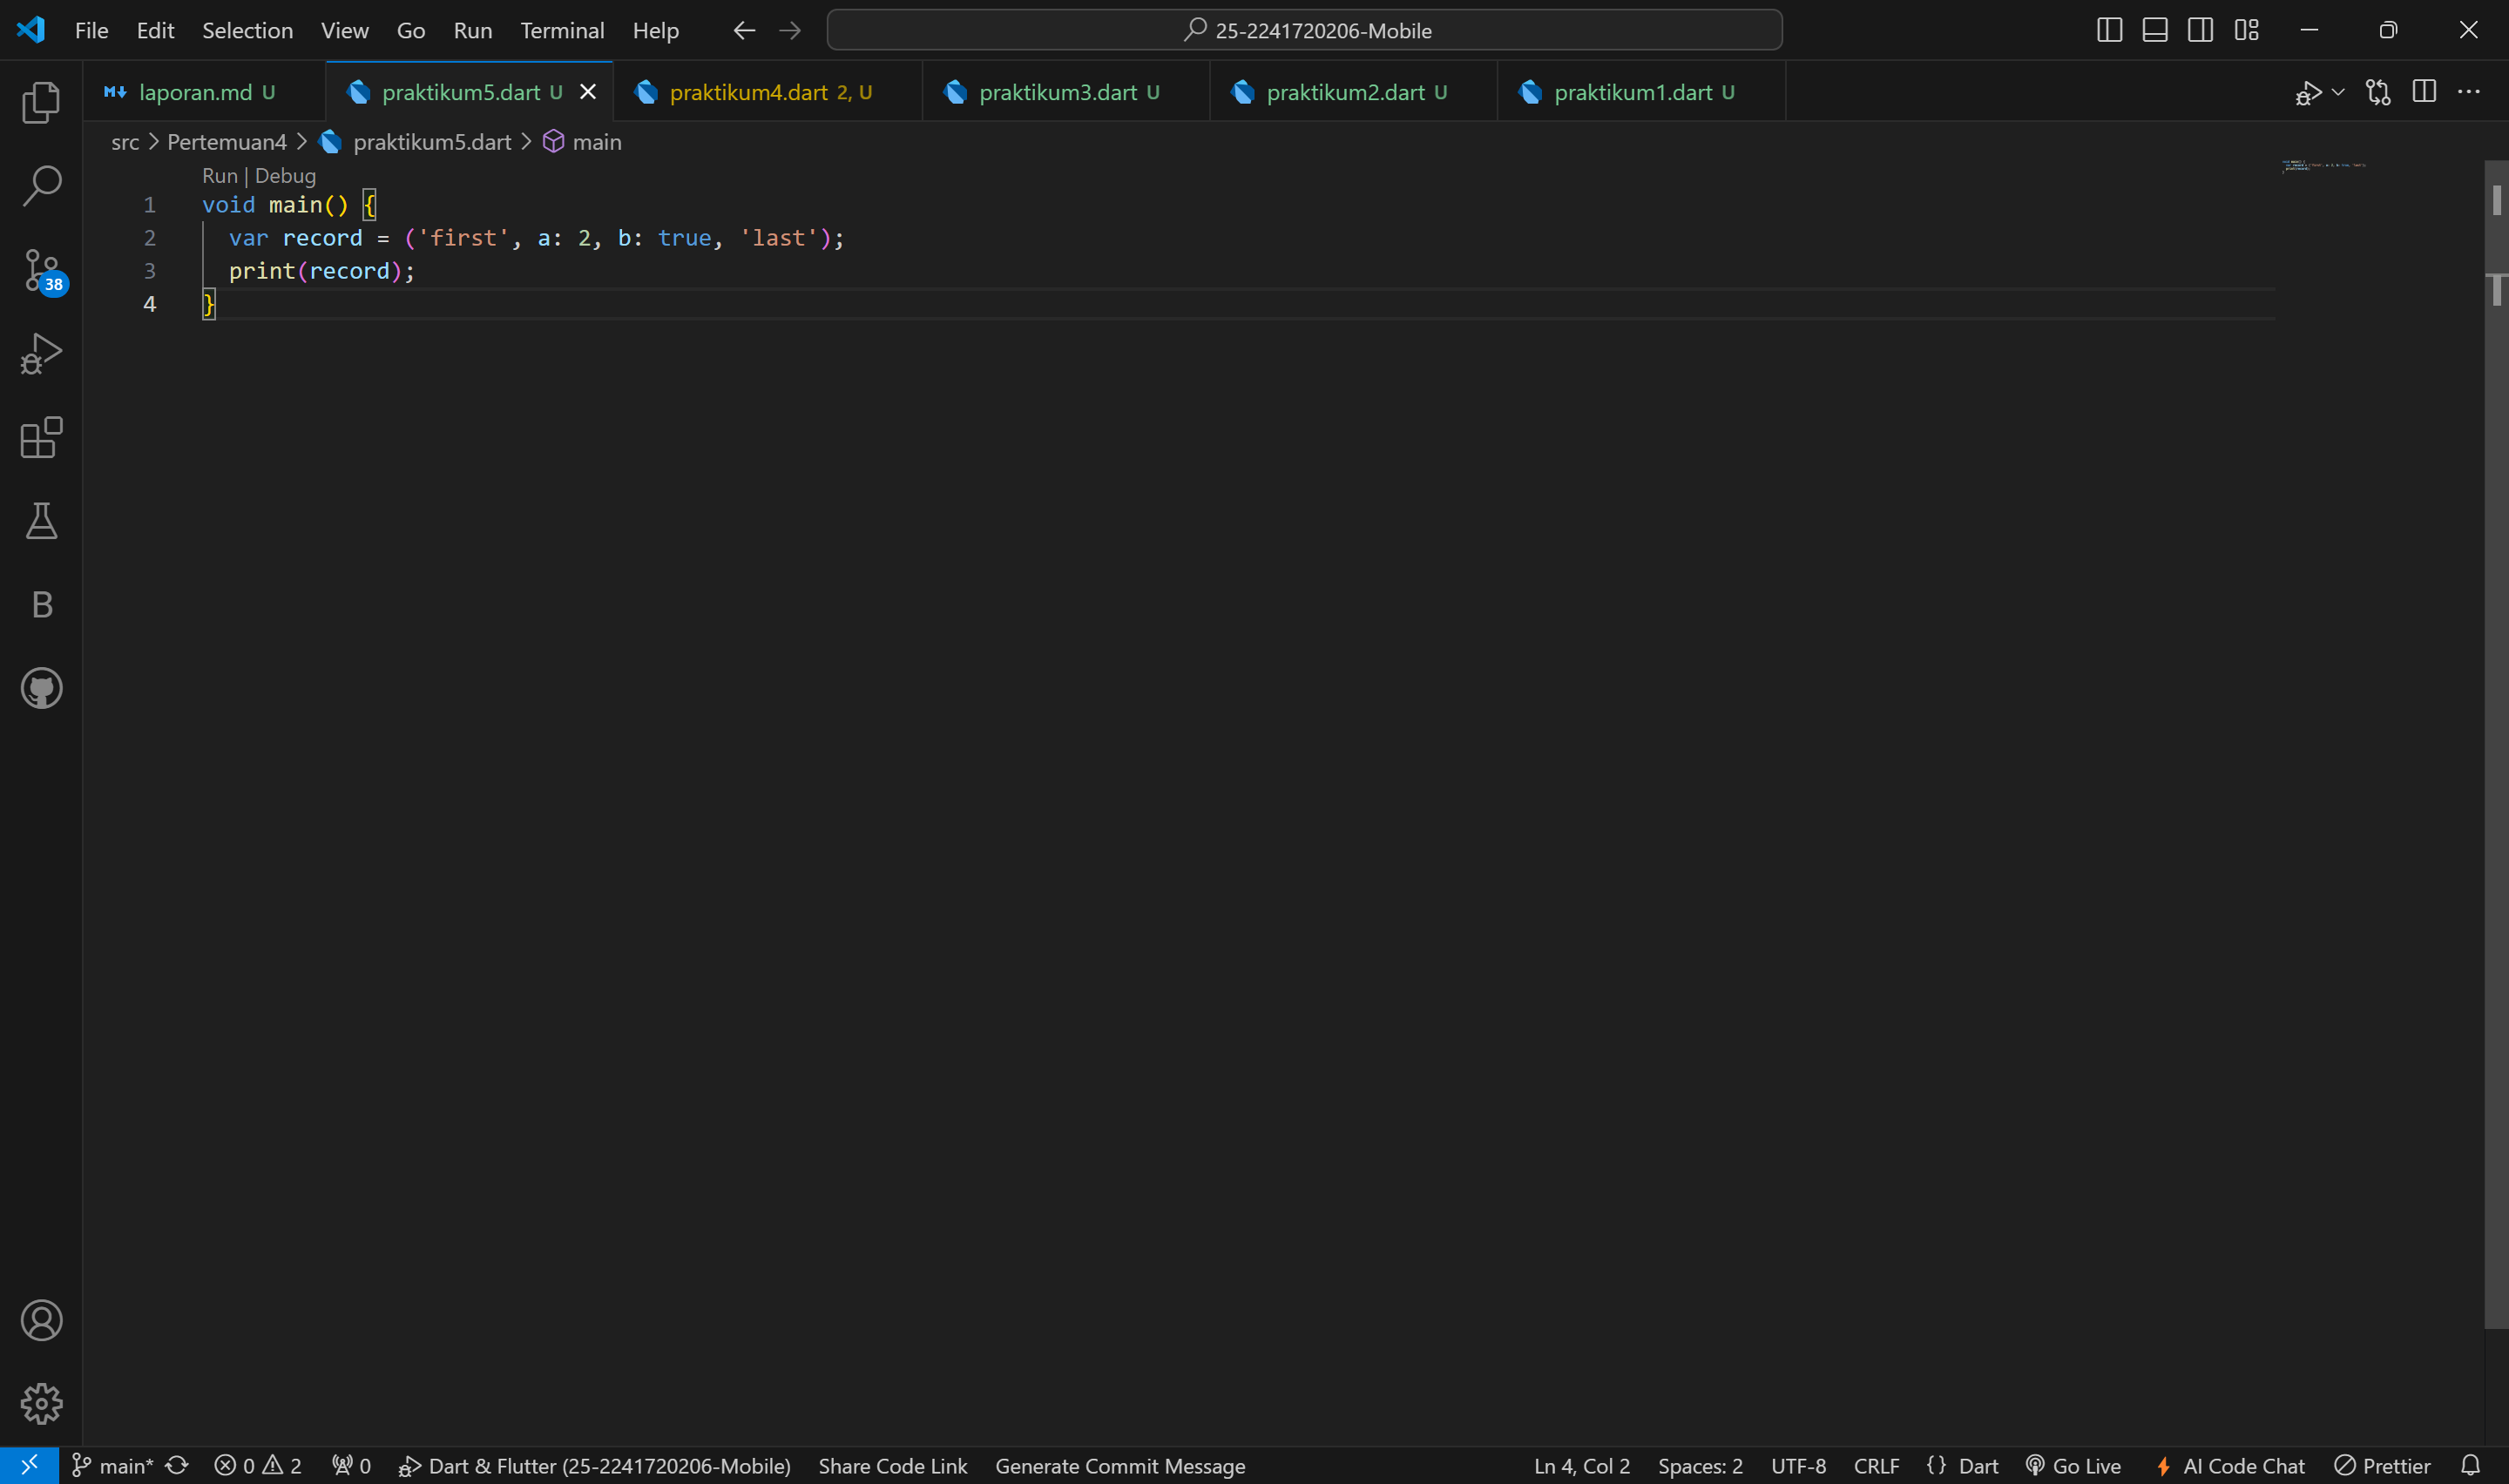 File Edit Selection View Go Run Terminal Help
25-2241720206-Mobile
laporan.md U
praktikum5.dart U
praktikum4.dart 2, U
praktikum3.dart U
praktikum2.dart U
praktikum1.dart U
src > Pertemuan4 > praktikum5.dart > main
Run | Debug
1 void main() {
2 var record = ('first', a: 2, b: true, 'last');
3 print(record);
4 }
38
B
main* 0 2 0 Dart & Flutter (25-2241720206-Mobile) Share Code Link Generate Commit Message Ln 4, Col 2 Spaces: 2 UTF-8 CRLF {} Dart Go Live AI Code Chat Prettier